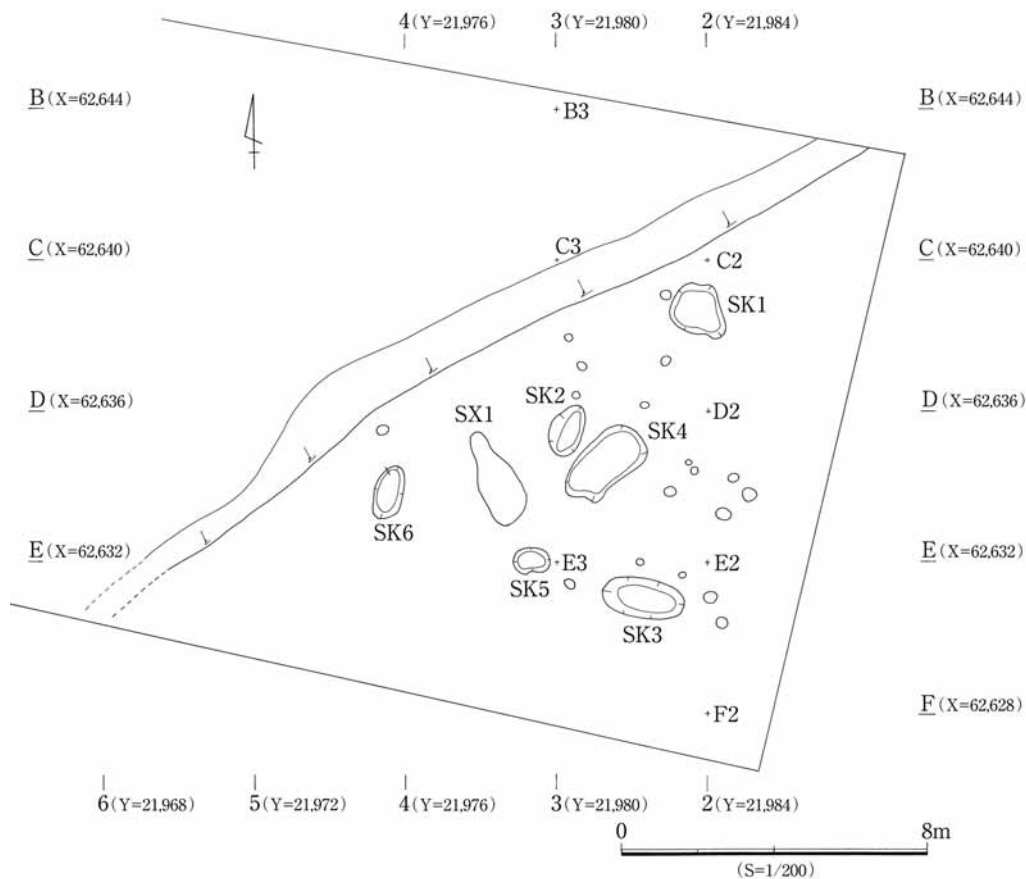 4 (Y=21,976) 3 (Y=21,980) 2 (Y=21,984)
B (X=62,644) B (X=62,644)
B3
C3
C (X=62,640) C (X=62,640)
C2
SK1
D (X=62,636) D (X=62,636)
SK2
D2
SX1
SK4
SK6
E (X=62,632) E (X=62,632)
E3 E2
SK5
SK3
F (X=62,628)
F2
6 (Y=21,968) 5 (Y=21,972) 4 (Y=21,976) 3 (Y=21,980) 2 (Y=21,984)
0 8m
(S=1/200)